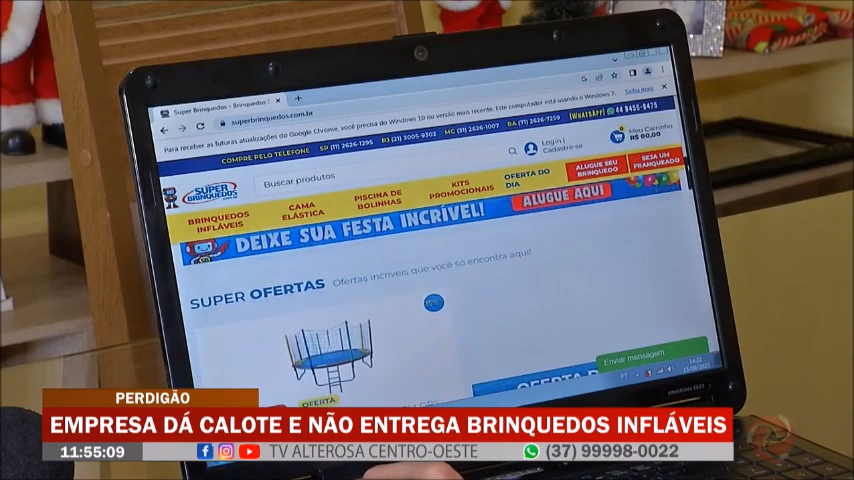 Super Brinquedos - Brinquedos
superbrinquedos.com.br
Para receber as futuras atualizações do Google Chrome, você precisa do Windows 10 ou versão mais recente. Este computador está usando o Windows 7. Saiba mais
COMPRE PELO TELEFONE SP (11) 2626-1295 RJ (21) 3005-9302 MG (31) 2626-1007 BA (71) 2626-7259 (WHATSAPP) 44 8455-9475
SUPER BRINQUEDOS
Buscar produtos
Login | Cadastre-se
Meu Carrinho
R$ 00,00
BRINQUEDOS INFLÁVEIS
CAMA ELÁSTICA
PISCINA DE BOLINHAS
KITS PROMOCIONAIS
OFERTA DO DIA
ALUGUE SEU BRINQUEDO
SEJA UM FRANQUEADO
DEIXE SUA FESTA INCRÍVEL! ALUGUE AQUI
SUPER OFERTAS Ofertas incríveis que você só encontra aqui!
OFERTA
Enviar mensagem
PT
14:22
emachines
PERDIGÃO
EMPRESA DÁ CALOTE E NÃO ENTREGA BRINQUEDOS INFLÁVEIS
11:55:09 TV ALTEROSA CENTRO-OESTE (37) 99998-0022